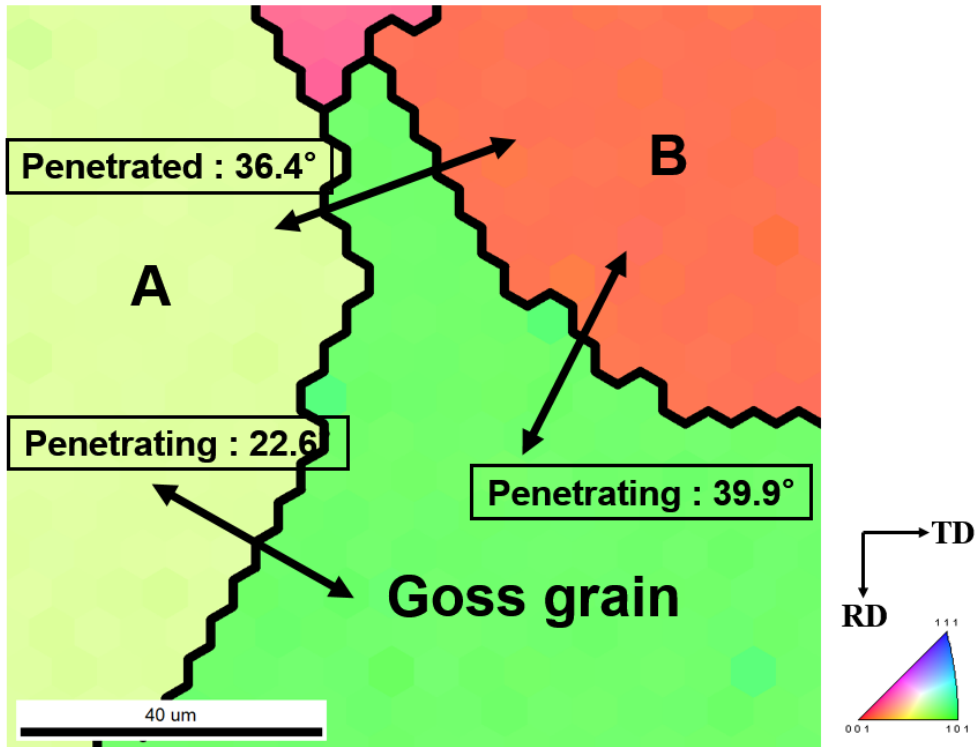 Penetrated : 36.4°
B
A
Penetrating : 22.6°
Penetrating : 39.9°
Goss grain
TD
RD
111
001
101
40 um